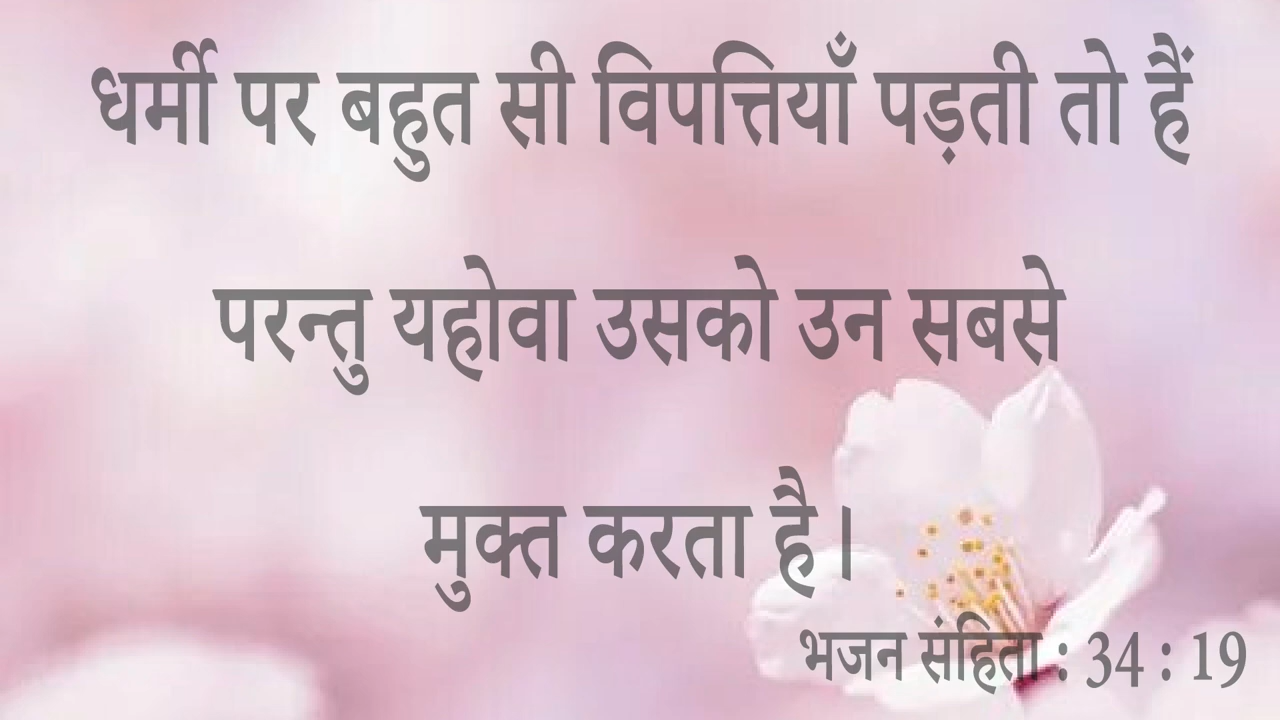 धर्मी पर बहुत सी विपत्तियाँ पड़ती तो हैं
परन्तु यहोवा उसको उन सबसे
मुक्त करता है।
भजन संहिता : 34 : 19